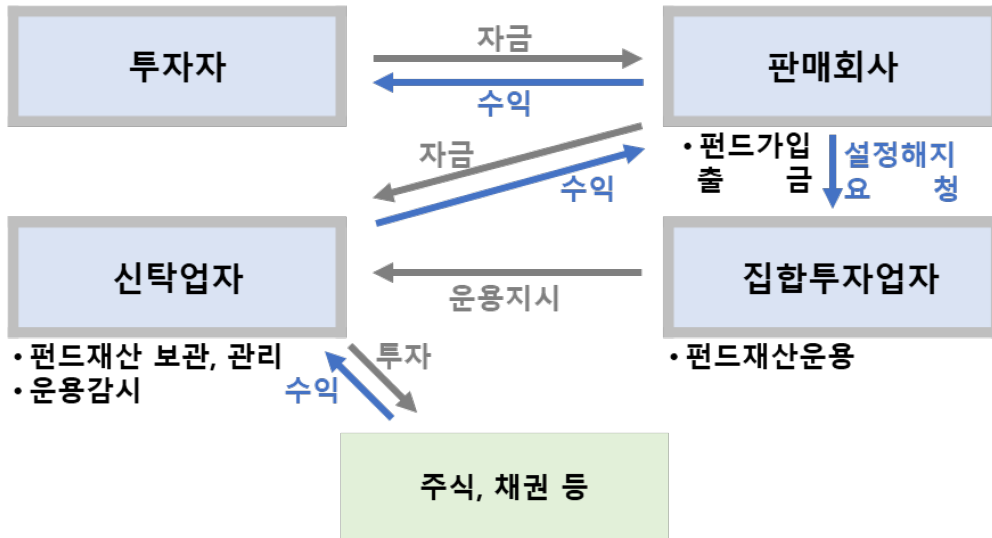 투자자
자금
수익
판매회사
자금
수익
• 펀드가입
출 금
설정해지
요 청
신탁업자
운용지시
집합투자업자
• 펀드재산 보관, 관리
• 운용감시
수익
투자
• 펀드재산운용
주식, 채권 등